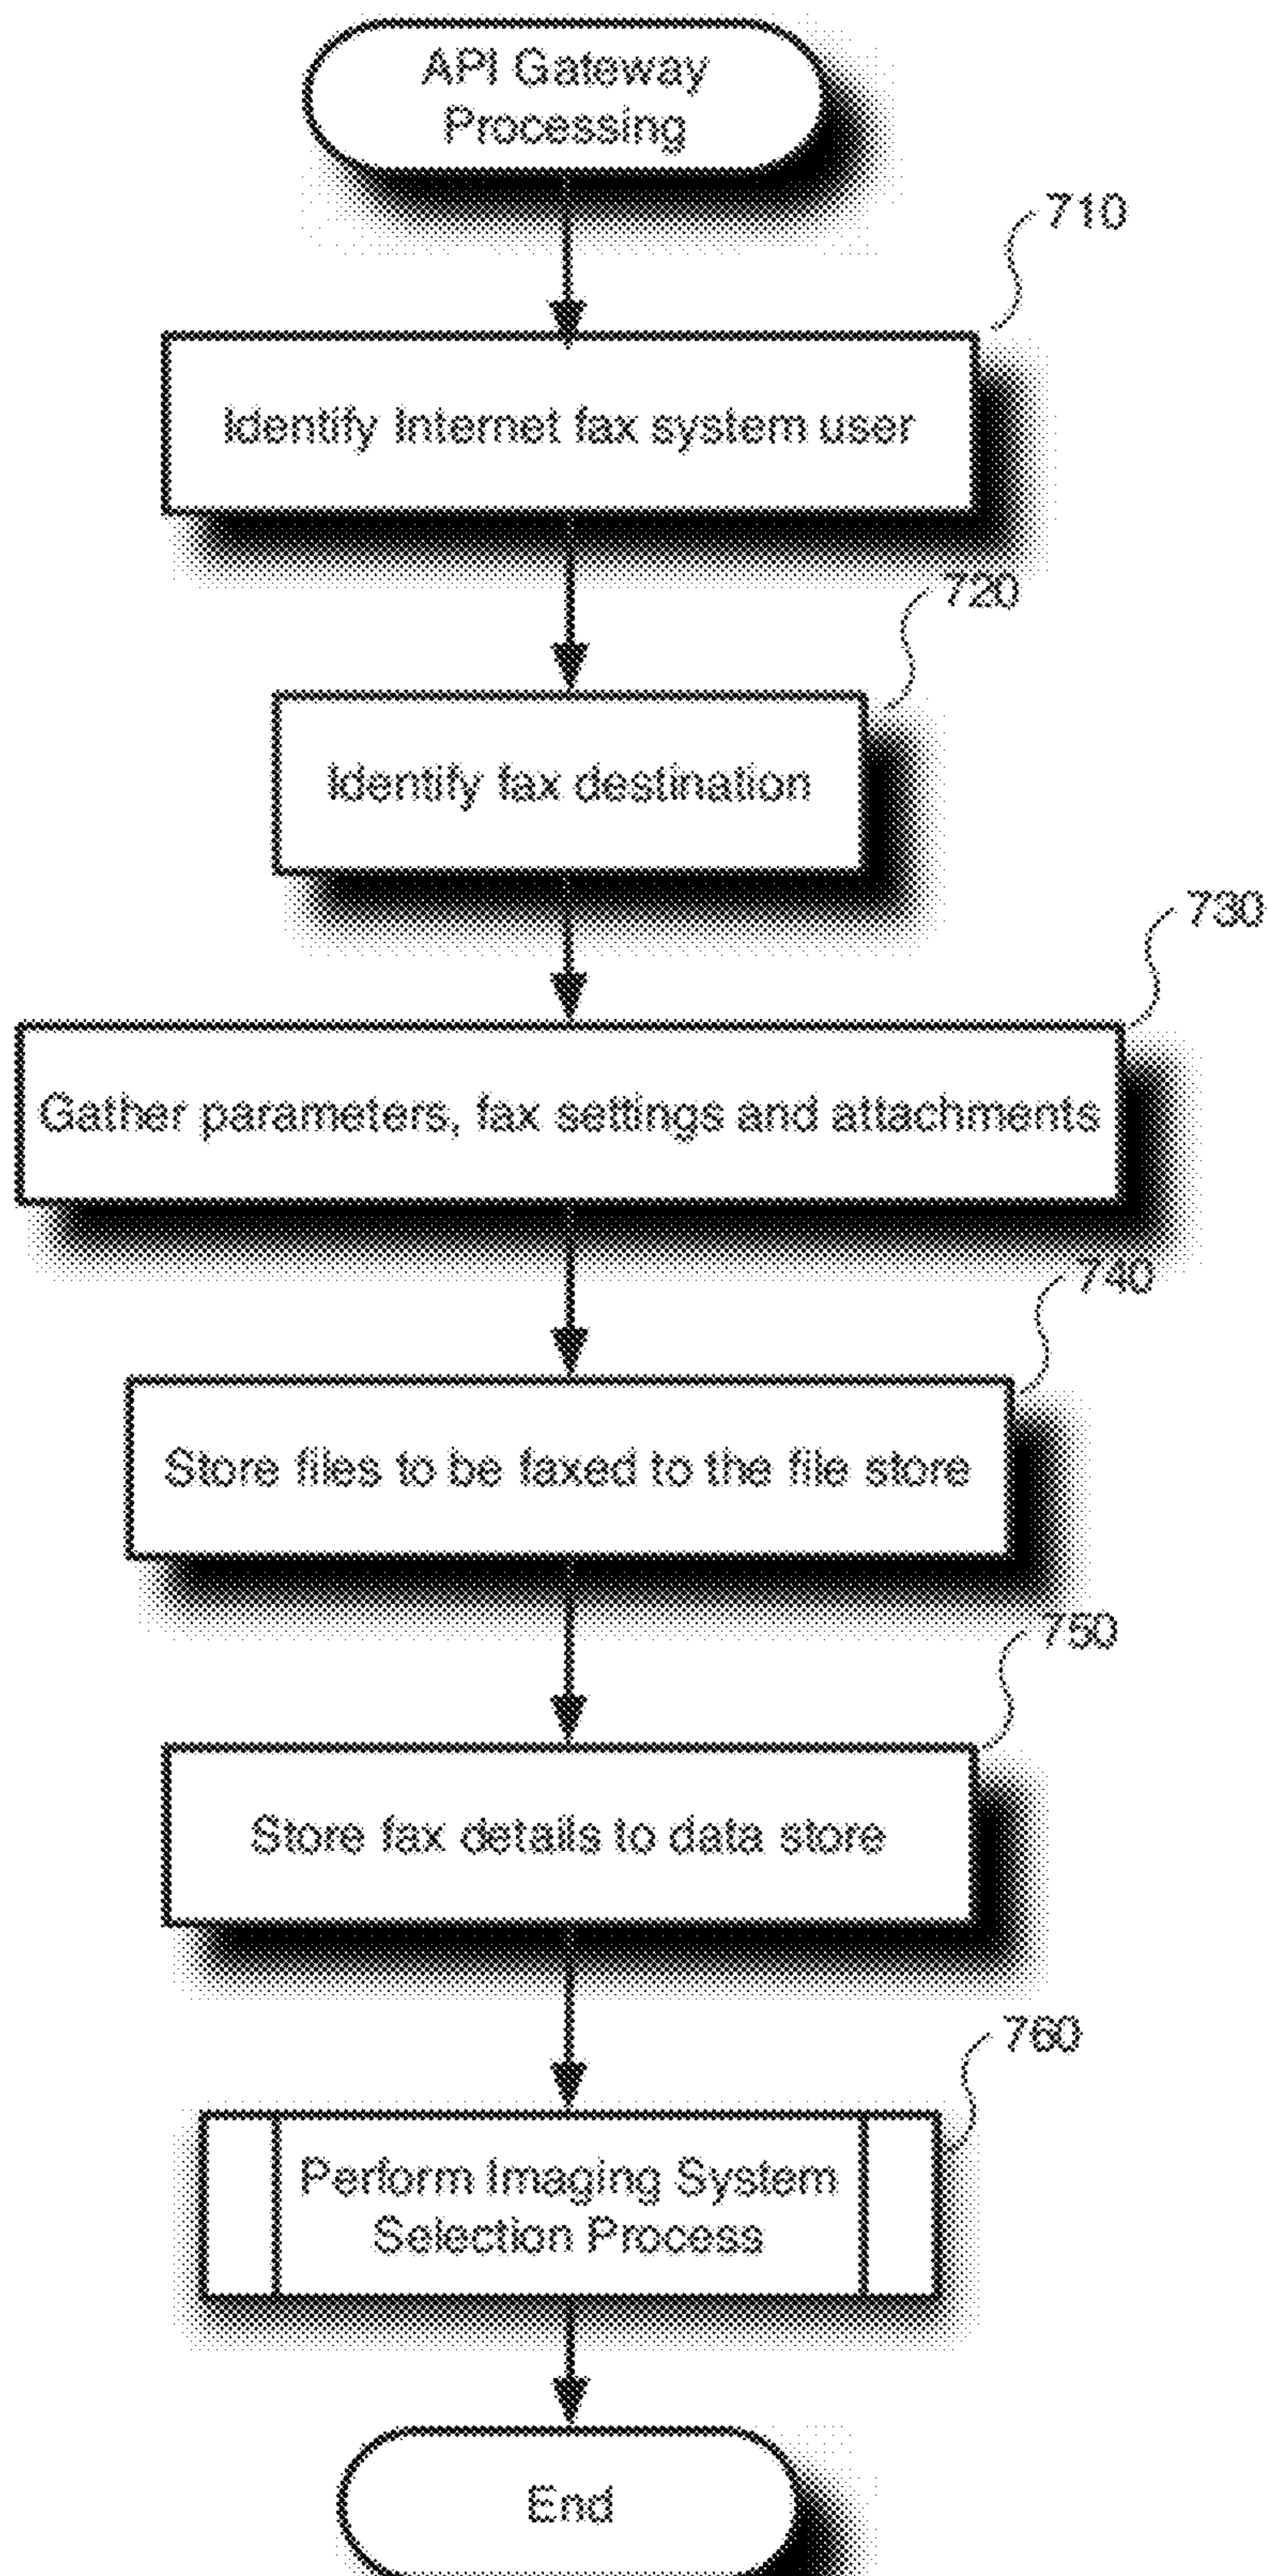 API Gateway
Processing
710
Identify Internet fax system user
720
Identify fax destination
730
Gather parameters, fax settings and attachments
740
Store files to be faxed to the file store
750
Store fax details to data store
760
Perform Imaging System
Selection Process
End